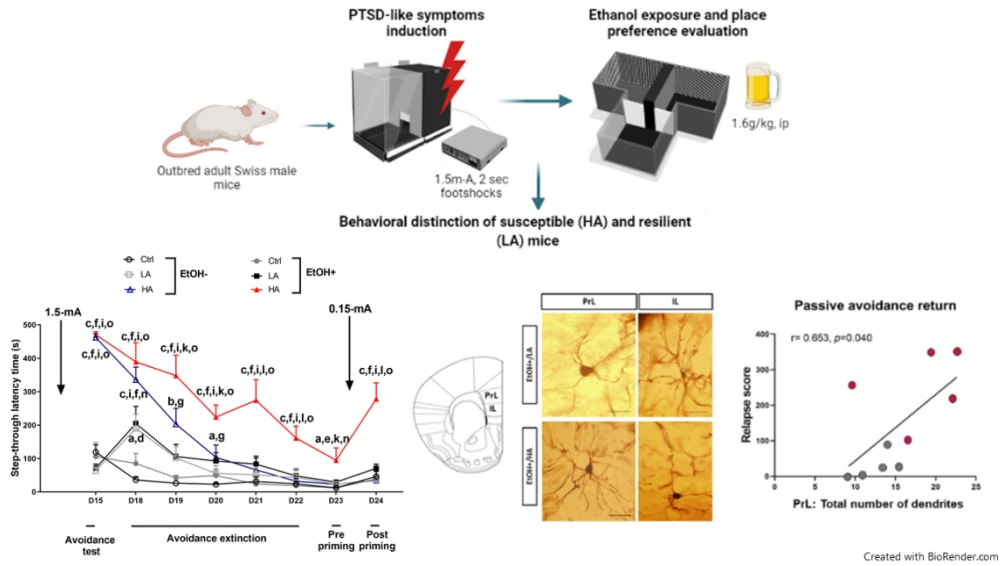 PTSD-like symptoms
induction
Ethanol exposure and place
preference evaluation
Outbred adult Swiss male
mice
1.5m-A, 2 sec
footshocks
1.6g/kg, ip
Behavioral distinction of susceptible (HA) and resilient
(LA) mice
Ctrl
LA
HA
EtOH-
Ctrl
LA
HA
EtOH+
1.5-mA
0.15-mA
Step-through latency time (s)
500
400
300
200
100
0
c,f,i,o
c,f,i,o
c,f,i,o
c,f,i,k,o
c,f,i,k,o
c,f,i,l,o
c,f,i,l,o
a,e,k,n
c,f,i,l,o
c,i,f,n
a,d
b,g
a,g
D15
D18
D19
D20
D21
D22
D23
D24
Avoidance
test
Avoidance extinction
Pre
priming
Post
priming
PrL
IL
PrL
IL
EtOH+/LA
EtOH+/HA
Passive avoidance return
r= 0.653, p=0.040
Relapse score
400
300
200
100
0
0
5
10
15
20
25
PrL: Total number of dendrites
Created with BioRender.com